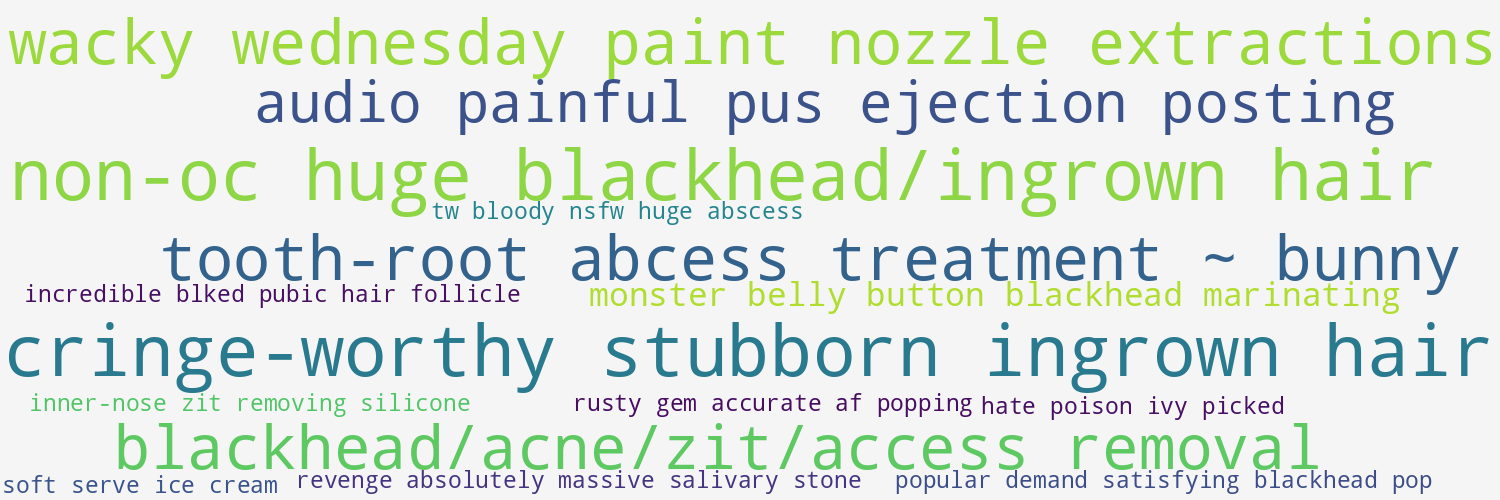 wacky wednesday paint nozzle extractions
audio painful pus ejection posting
non-oc huge blackhead/ingrown hair
tw bloody nsfw huge abscess
tooth-root abcess treatment ~ bunny
incredible blked pubic hair follicle
monster belly button blackhead marinating
cringe-worthy stubborn ingrown hair
inner-nose zit removing silicone
rusty gem accurate af popping
hate poison ivy picked
blackhead/acne/zit/access removal
soft serve ice cream
revenge absolutely massive salivary stone
popular demand satisfying blackhead pop